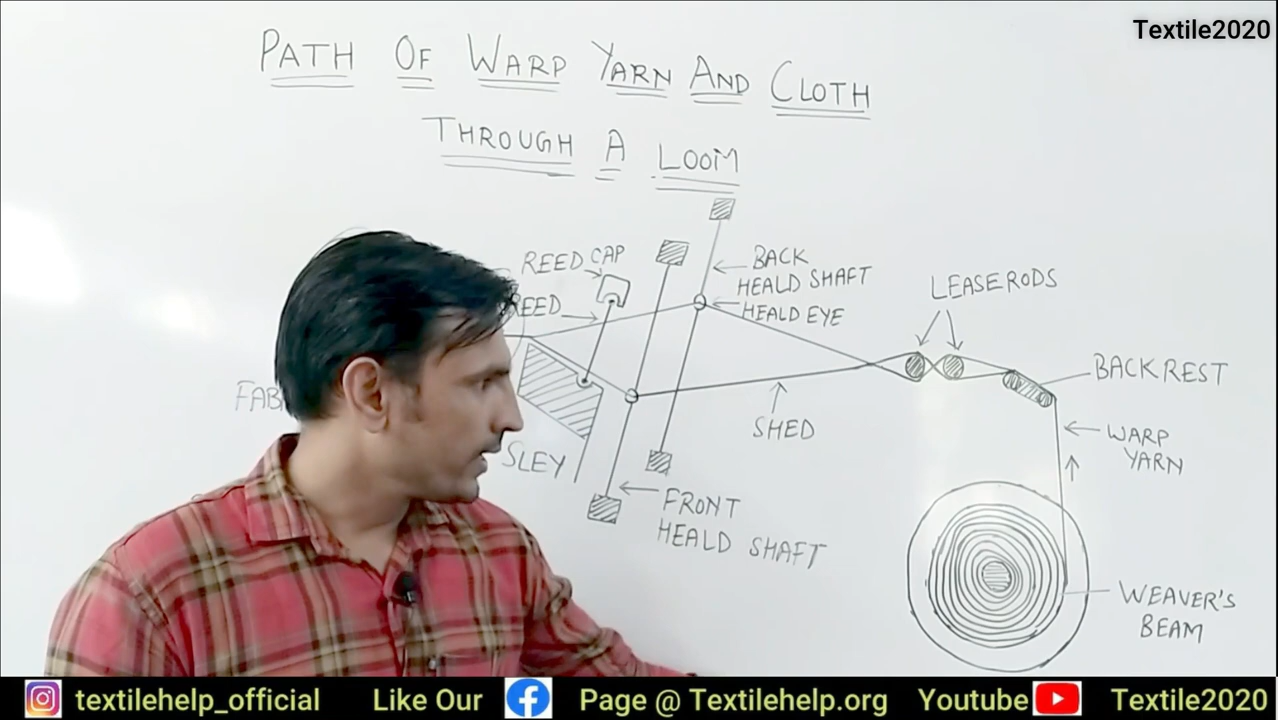 Textile2020
PATH OF WARP YARN AND CLOTH
THROUGH A LOOM
REED CAP
REED
BACK
HEALD SHAFT
HEALD EYE
LEASE RODS
BACK REST
WARP
YARN
SHED
SLEY
FRONT
HEALD SHAFT
WEAVER'S
BEAM
textilehelp_official Like Our Page @ Textilehelp.org Youtube Textile2020